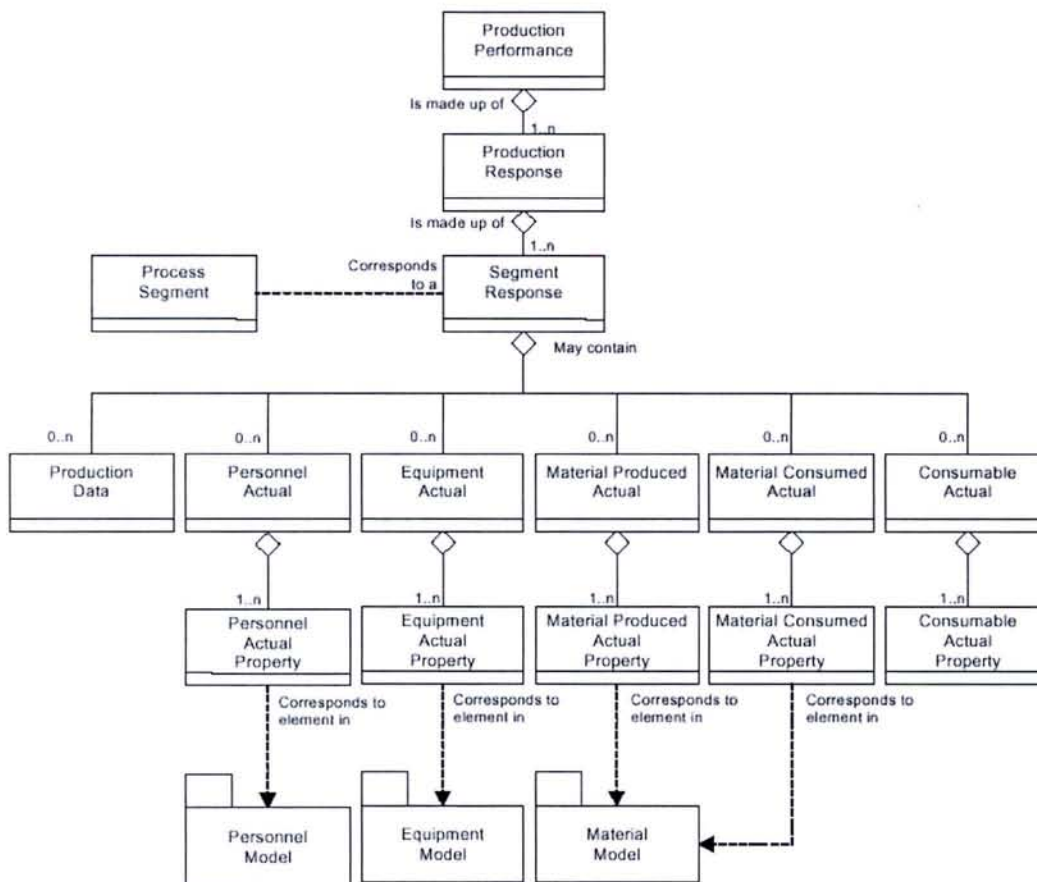 Production
Performance
Is made up of
1..n
Production
Response
Is made up of
1..n
Process
Segment
Corresponds
to a
Segment
Response
May contain
0..n
0..n
0..n
0..n
0..n
0..n
Production
Data
Personnel
Actual
Equipment
Actual
Material Produced
Actual
Material Consumed
Actual
Consumable
Actual
1..n
1..n
1..n
1..n
1..n
Personnel
Actual
Property
Equipment
Actual
Property
Material Produced
Actual
Property
Material Consumed
Actual
Property
Consumable
Actual
Property
Corresponds to
element in
Corresponds to
element in
Corresponds to
element in
Corresponds to
element in
Personnel
Model
Equipment
Model
Material
Model